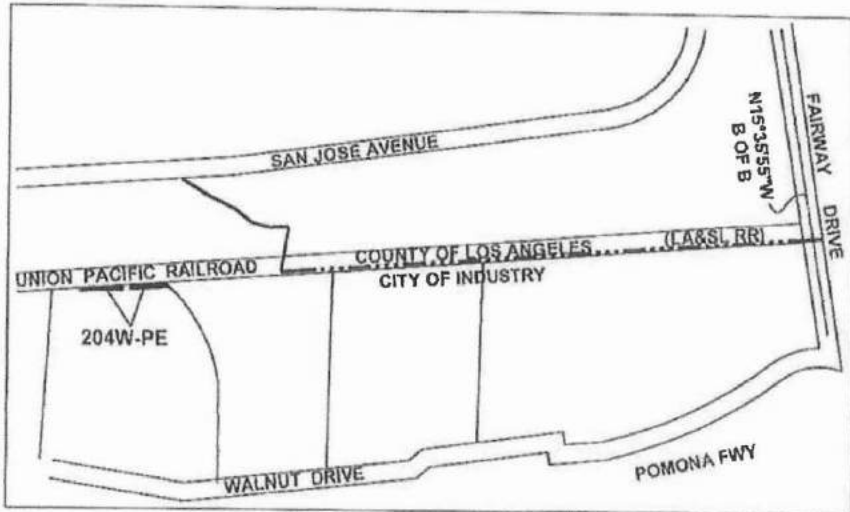 SAN JOSE AVENUE
N15°35'55"W
B OF B
FAIRWAY DRIVE
UNION PACIFIC RAILROAD
COUNTY OF LOS ANGELES
(LA&SL RR)
CITY OF INDUSTRY
204W-PE
WALNUT DRIVE
POMONA FWY